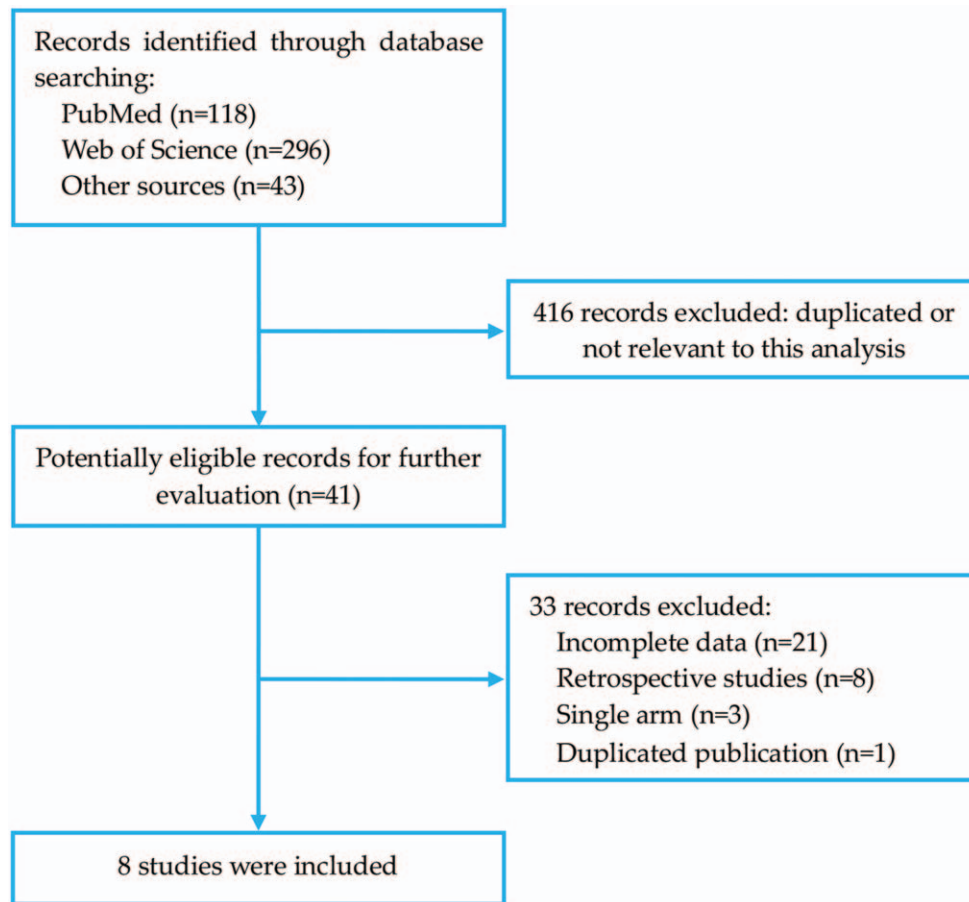 Records identified through database
searching:
PubMed (n=118)
Web of Science (n=296)
Other sources (n=43)
416 records excluded: duplicated or
not relevant to this analysis
Potentially eligible records for further
evaluation (n=41)
33 records excluded:
Incomplete data (n=21)
Retrospective studies (n=8)
Single arm (n=3)
Duplicated publication (n=1)
8 studies were included